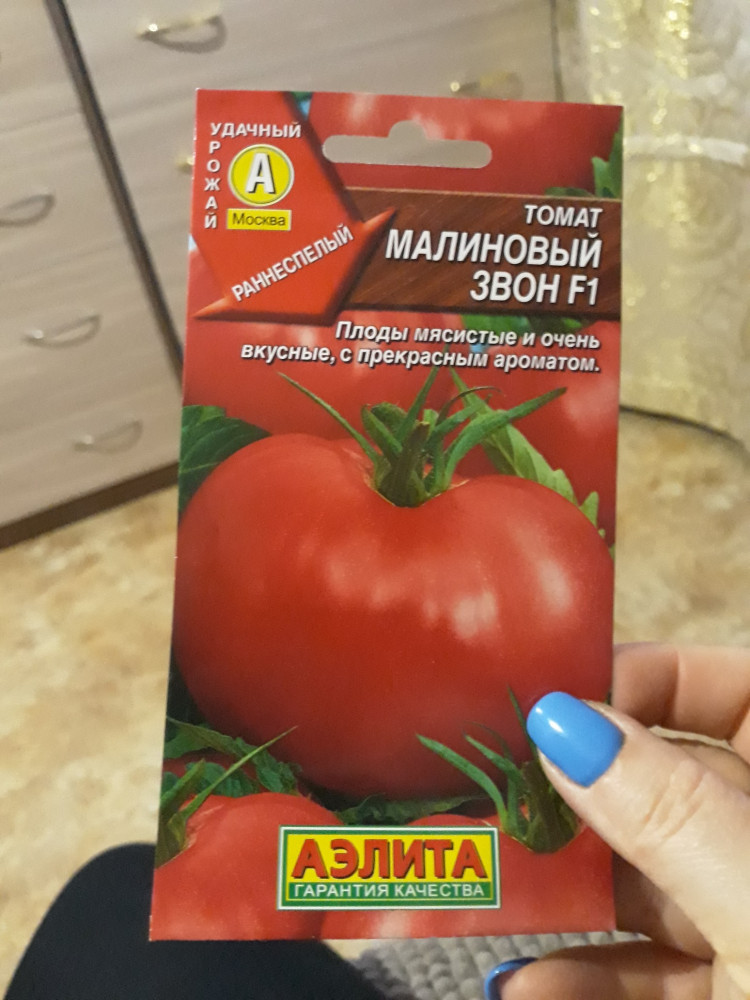 УДАЧНЫЙ
УРОЖАЙ
А
Москва
РАННЕСПЕЛЫЙ
ТОМАТ
МАЛИНОВЫЙ
ЗВОН F1
Плоды мясистые и очень
вкусные, с прекрасным ароматом.
АЭЛИТА
ГАРАНТИЯ КАЧЕСТВА